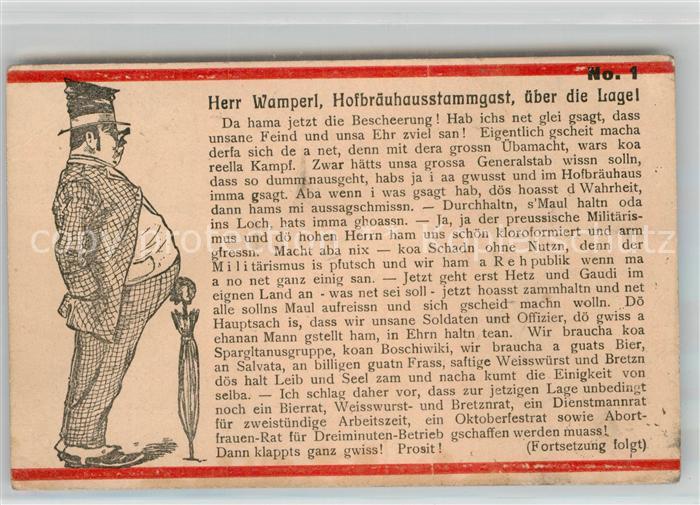 No. 1
Herr Wamperl, Hofbräuhausstammgast, über die Lage!
Da hama jetzt die Bescheerung! Hab ichs net glei gsagt, dass
unsane Feind und unsa Ehr zviel san! Eigentlich gscheit macha
derfa sich de a net, denn mit dera grossn Übamacht, wars koa
reella Kampf. Zwar hätts unsa grossa Generalstab wissn solln,
dass so dumm nausgeht, habs ja i aa gwusst und im Hofbräuhaus
imma gsagt. Aba wenn i was gsagt hab, dös hoasst d Wahrheit,
dann hams mi aussagschmissn. — Durchhaltn, s'Maul haltn oda
ins Loch, hats imma ghoassn. — Ja, ja der preussische Militäris-
mus und dö hohn Herrn ham uns schön kloroformiert und arm
gfressn. — Macht aba nix — koa Schadn ohne Nutzn, denn der
Militärismus is pfutsch und wir ham a Rehpublik wenn ma
a no net ganz einig san. — Jetzt geht erst Hetz und Gaudi im
eignen Land an - was net sei soll - jetzt hoasst zammhaltn und net
alle sollns Maul aufreissn und sich gscheid machn wolln. Dö
Hauptsach is, dass wir unsane Soldaten und Offizier, dö gwiss a
ehanan Mann gstellt ham, in Ehrn haltn tean. Wir braucha koa
Spargltanusgruppe, koan Boschiwiki, wir braucha a guats Bier,
an Salvata, an billigen guatn Frass, saftige Weisswürst und Bretzn
dös halt Leib und Seel zam und nacha kumt die Einigkeit von
selba. — Ich schlag daher vor, dass zur jetzigen Lage unbedingt
noch ein Bierrat, Weisswurst- und Bretznrat, ein Dienstmannrat
für zweistündige Arbeitszeit, ein Oktoberfestrat sowie Abort-
frauen-Rat für Dreiminuten-Betrieb gschaffen werden muass!
Dann klappts ganz gwiss! Prosit! (Fortsetzung folgt)